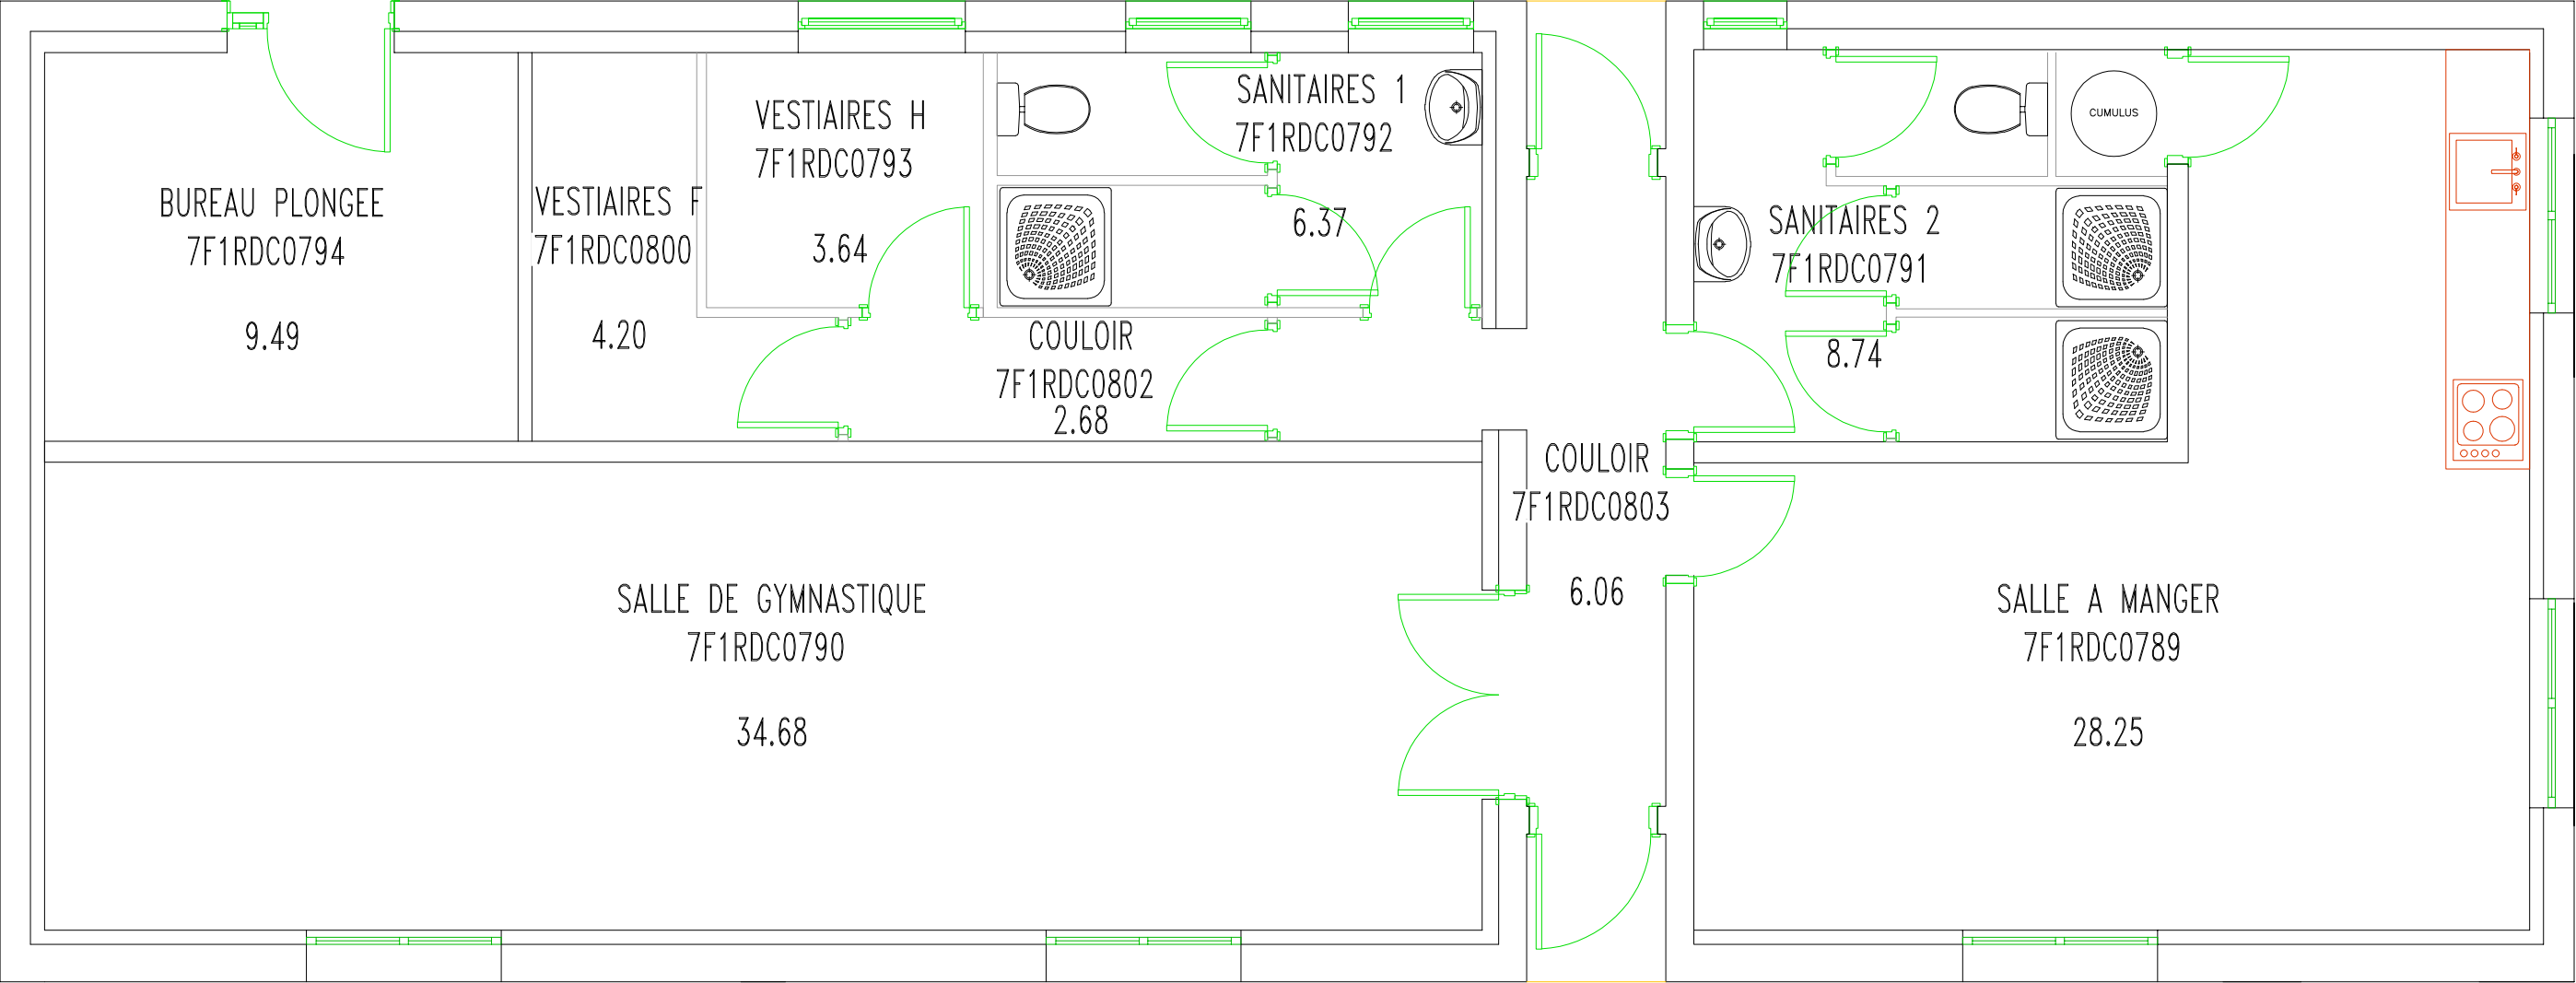 BUREAU PLONGEE
7F1RDC0794
9.49
VESTIAIRES F
7F1RDC0800
4.20
VESTIAIRES H
7F1RDC0793
3.64
SANITAIRES 1
7F1RDC0792
6.37
COULOIR
7F1RDC0802
2.68
CUMULUS
SANITAIRES 2
7F1RDC0791
8.74
COULOIR
7F1RDC0803
6.06
SALLE DE GYMNASTIQUE
7F1RDC0790
34.68
SALLE A MANGER
7F1RDC0789
28.25